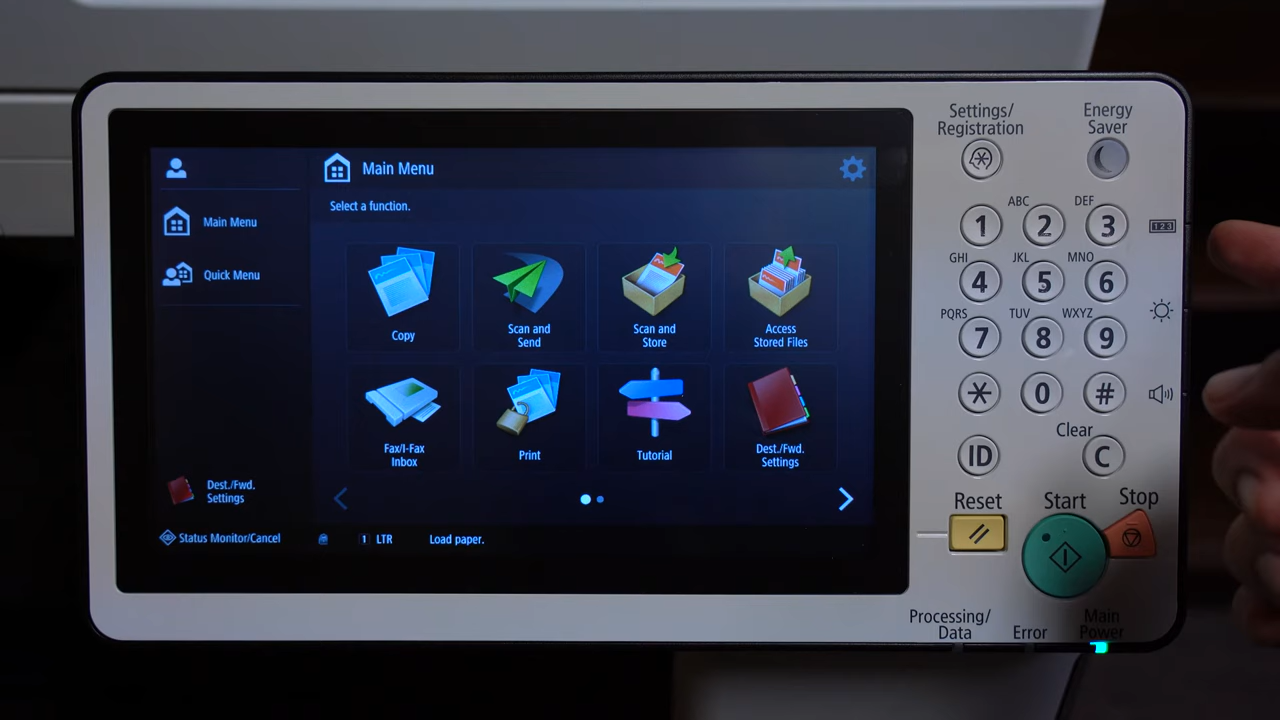 Main Menu
Select a function.
Main Menu
Quick Menu
Copy
Scan and
Send
Scan and
Store
Access
Stored Files
Fax/I-Fax
Inbox
Print
Tutorial
Dest./Fwd.
Settings
Dest./Fwd.
Settings
Status Monitor/Cancel
1 LTR
Load paper.
Settings/
Registration
Energy
Saver
ABC DEF
1 2 3
GHI JKL MNO
4 5 6
PQRS TUV WXYZ
7 8 9
* 0 #
Clear
ID C
Reset Start Stop
Processing/
Data
Error
Main
Power
123